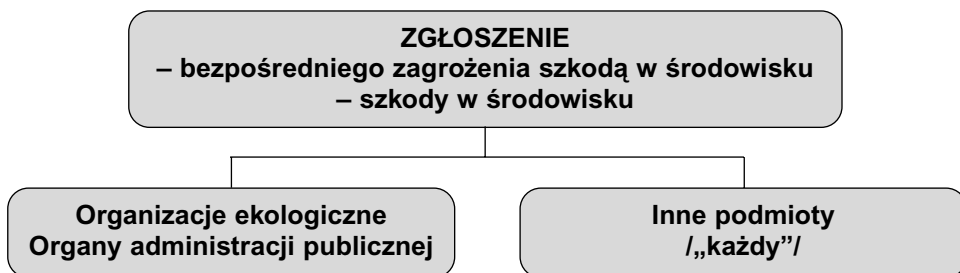 ZGŁOSZENIE
– bezpośredniego zagrożenia szkodą w środowisku
– szkody w środowisku
Organizacje ekologiczne
Organy administracji publicznej
Inne podmioty
/„każdy”/